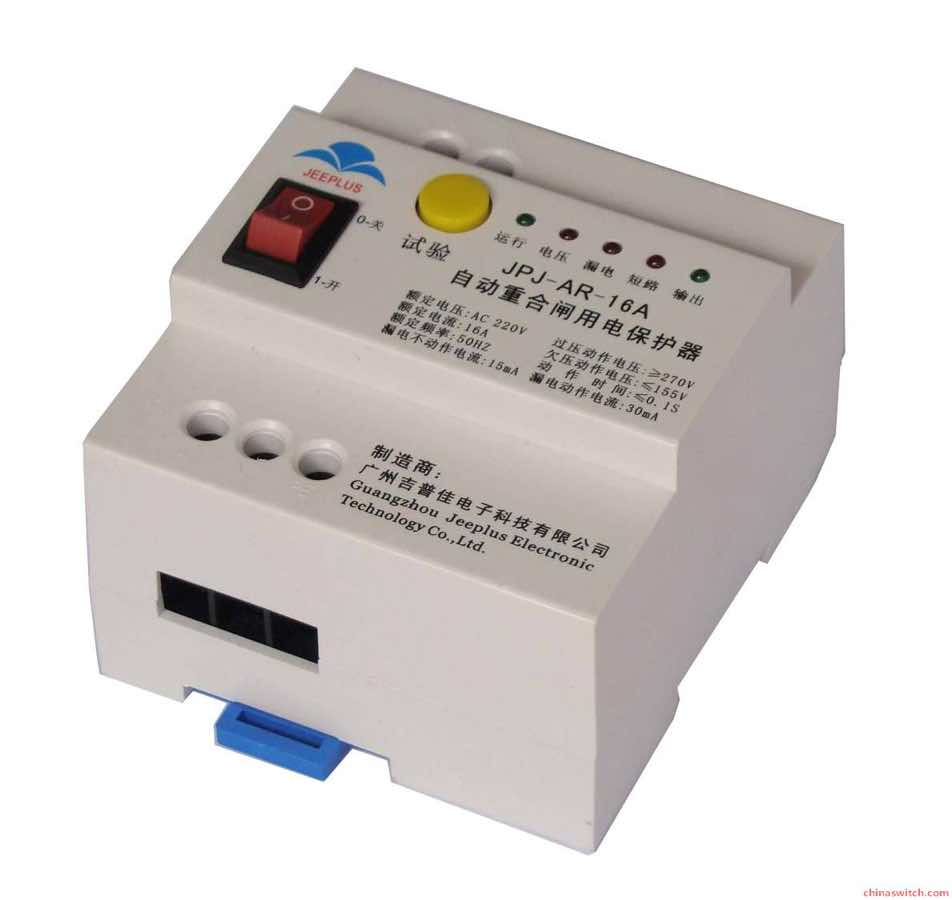 JEEPLUS
0-关
1-开
试验
运行
电压
漏电
短路
输出
JPJ-AR-16A
自动重合闸用电保护器
额定电压:AC 220V
额定电流:16A
额定频率:50HZ
漏电不动作电流:15mA
过压动作电压:≥270V
欠压动作电压:≤155V
动作时间:≤0.1S
漏电动作电流:30mA
制造商:
广州吉普佳电子科技有限公司
Guangzhou Jeeplus Electronic
Technology Co.,Ltd.
chinaswitch.com